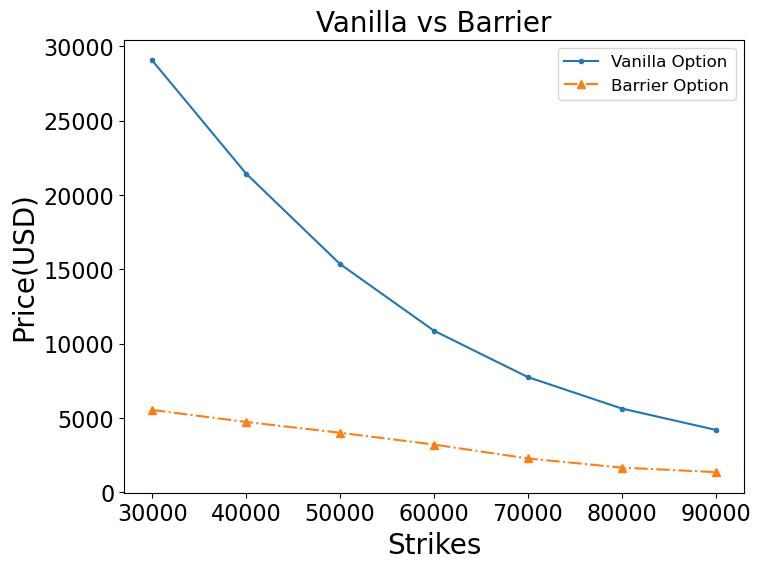 Vanilla vs Barrier
30000
25000
20000
15000
10000
5000
0
Price(USD)
Vanilla Option
Barrier Option
30000 40000 50000 60000 70000 80000 90000
Strikes